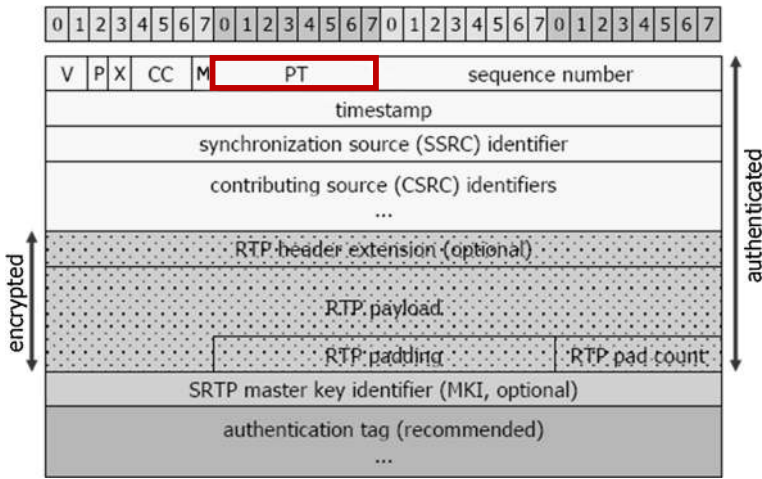 0 1 2 3 4 5 6 7 0 1 2 3 4 5 6 7 0 1 2 3 4 5 6 7 0 1 2 3 4 5 6 7
V P X CC M PT sequence number
timestamp
synchronization source (SSRC) identifier
contributing source (CSRC) identifiers
...
RTP header extension (optional)
RTP payload
RTP padding RTP pad count
SRTP master key identifier (MKI, optional)
authentication tag (recommended)
...
encrypted
authenticated